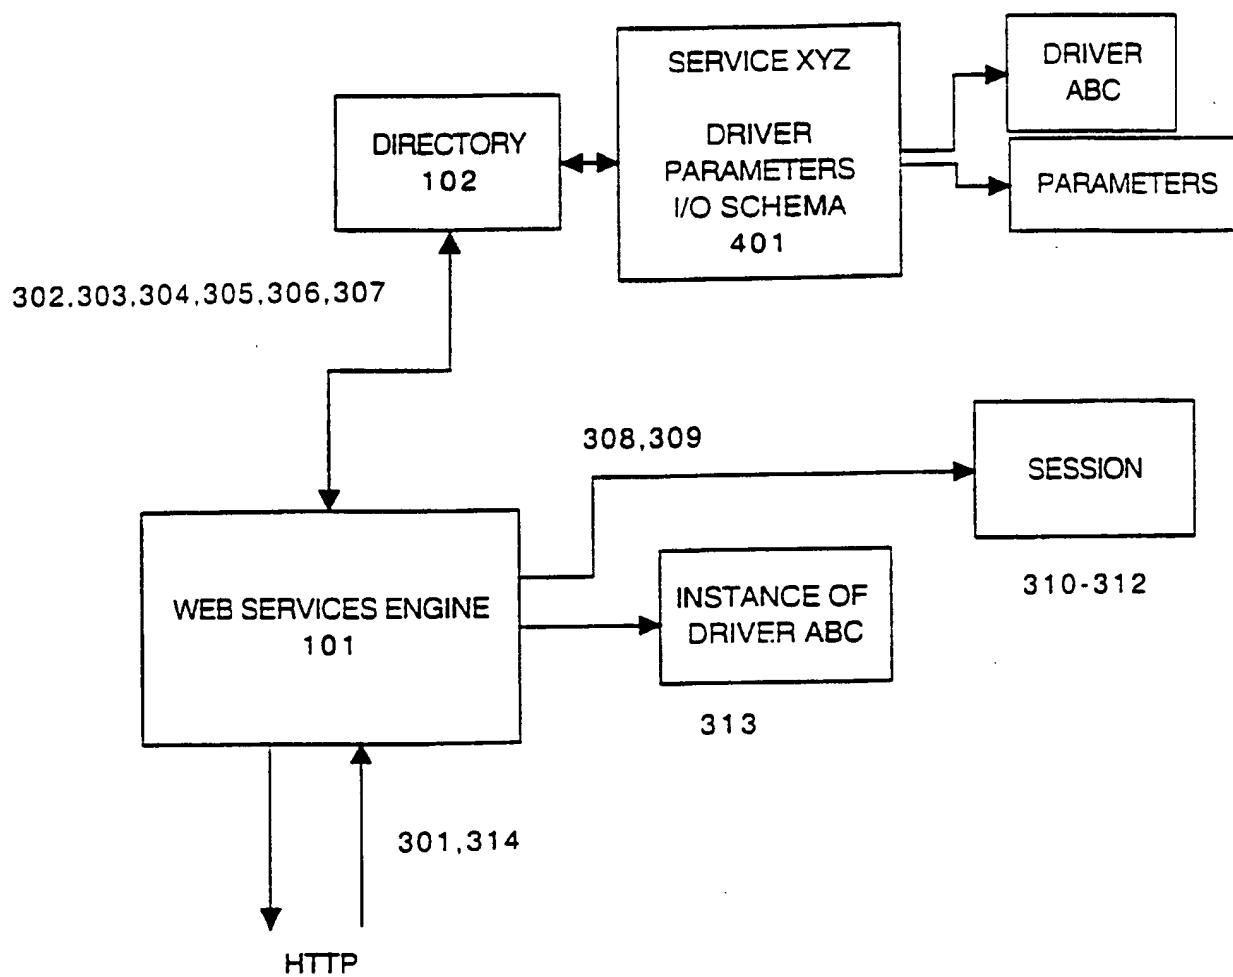 SERVICE XYZ
DRIVER
PARAMETERS
I/O SCHEMA
401
DRIVER
ABC
PARAMETERS
DIRECTORY
102
302.303,304,305,306,307
308,309
SESSION
310-312
WEB SERVICES ENGINE
101
INSTANCE OF
DRIVER ABC
313
301,314
HTTP